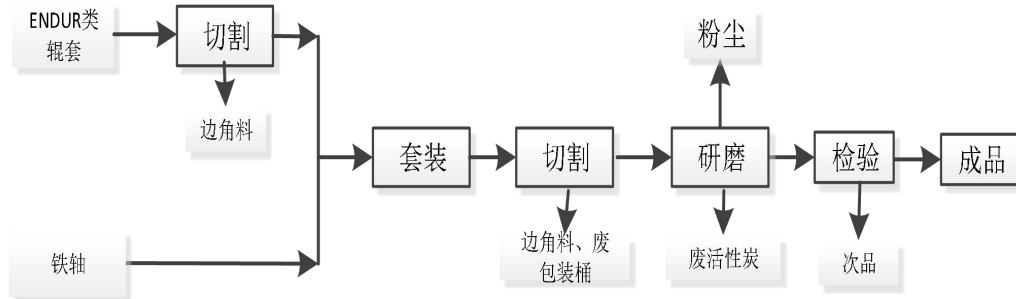 ENDUR类
辊套
切割
边角料
铁轴
套装
切割
边角料、废
包装桶
粉尘
研磨
废活性炭
检验
次品
成品